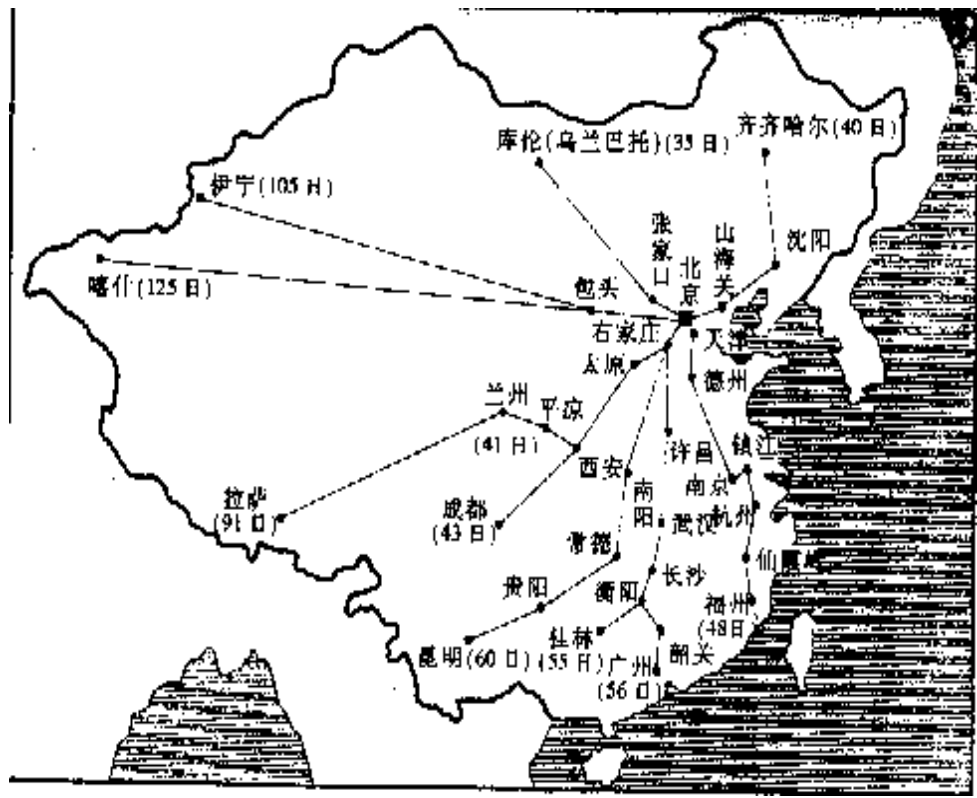 齐齐哈尔(40日)
库伦(乌兰巴托)(35日)
伊宁(105日)
喀什(125日)
张家口
北京
山海关
沈阳
包头
石家庄
天津
太原
德州
兰州
(41日)
平凉
西安
许昌
镇江
南京
杭州
南阳
武汉
拉萨
(91日)
成都
(43日)
常德
长沙
贵阳
衡阳
福州
(48日)
昆明(60日)
桂林
(55日)
韶关
广州
(56日)